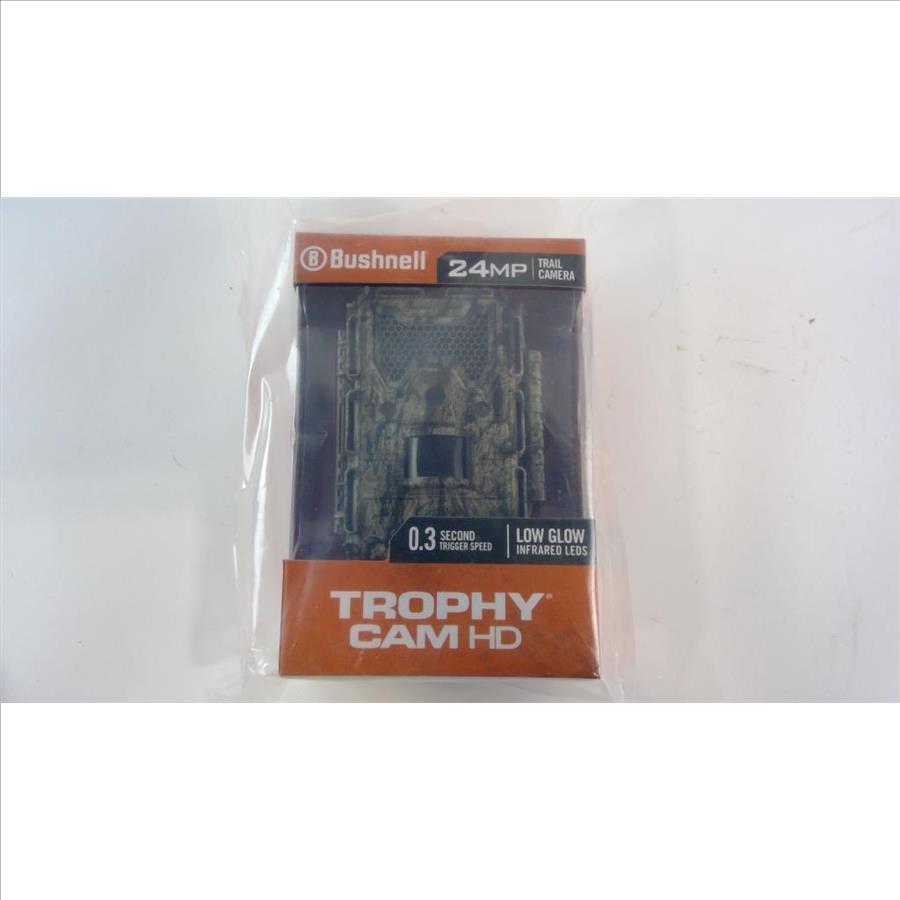 B Bushnell
24MP
TRAIL
CAMERA
0.3 SECOND
TRIGGER SPEED
LOW GLOW
INFRARED LEDS
TROPHY®
CAM HD